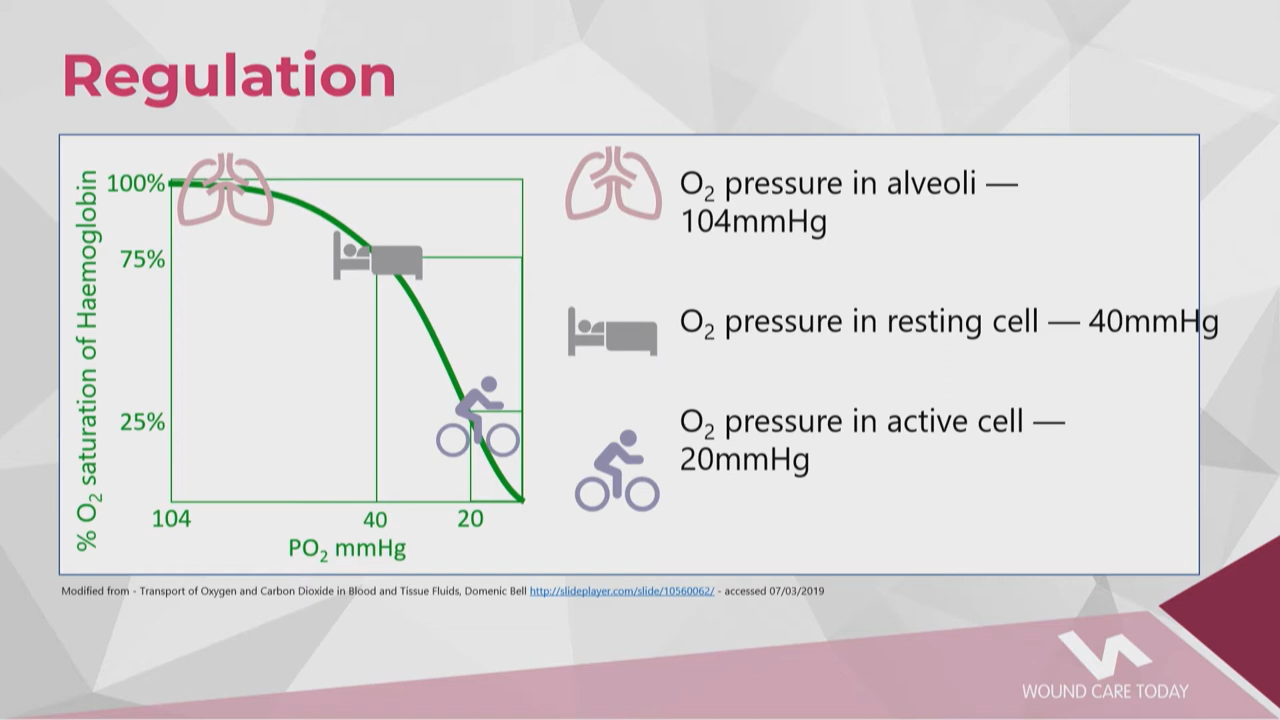 Regulation
% O₂ saturation of Haemoglobin
100%
75%
25%
104
40
20
PO₂ mmHg
O₂ pressure in alveoli —
104mmHg
O₂ pressure in resting cell — 40mmHg
O₂ pressure in active cell —
20mmHg
Modified from - Transport of Oxygen and Carbon Dioxide in Blood and Tissue Fluids, Domenic Bell http://slideplayer.com/slide/10560062/ - accessed 07/03/2019
WOUND CARE TODAY